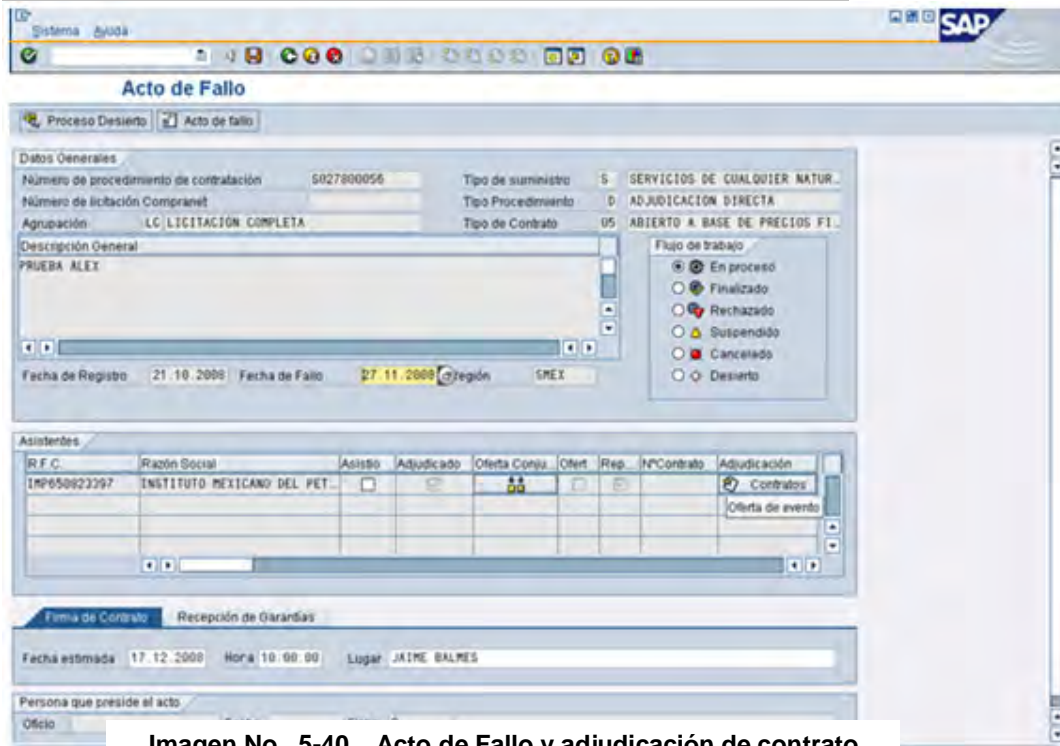 Sistema Ayuda
SAP
Acto de Fallo
Proceso Desierto Acto de fallo
Datos Generales
Número de procedimiento de contratación S027800056 Tipo de suministro S SERVICIOS DE CUALQUIER NATUR..
Número de licitación Compranet Tipo Procedimiento D ADJUDICACIÓN DIRECTA
Agrupación LC LICITACIÓN COMPLETA Tipo de Contrato 05 ABIERTO A BASE DE PRECIOS FI..
Descripción General Flujo de trabajo
PRUEBA ALEX
En proceso
Finalizado
Rechazado
Suspendido
Cancelado
Desierto
Fecha de Registro 21.10.2008 Fecha de Fallo 27.11.2008 Región SMEX
Asistentes
R.F.C. Razón Social Asistió Adjudicado Oferta Conju.. Ofert Rep.. NºContrato Adjudicación
IMP650823397 INSTITUTO MEXICANO DEL PET.. Contratos
Oferta de evento
Firma de Contrato Recepción de Garantías
Fecha estimada 17.12.2008 Hora 10:00:00 Lugar JAIME BALMES
Persona que preside el acto
Oficio
Imagen No. 5-40 Acto de Fallo y adjudicación de contrato